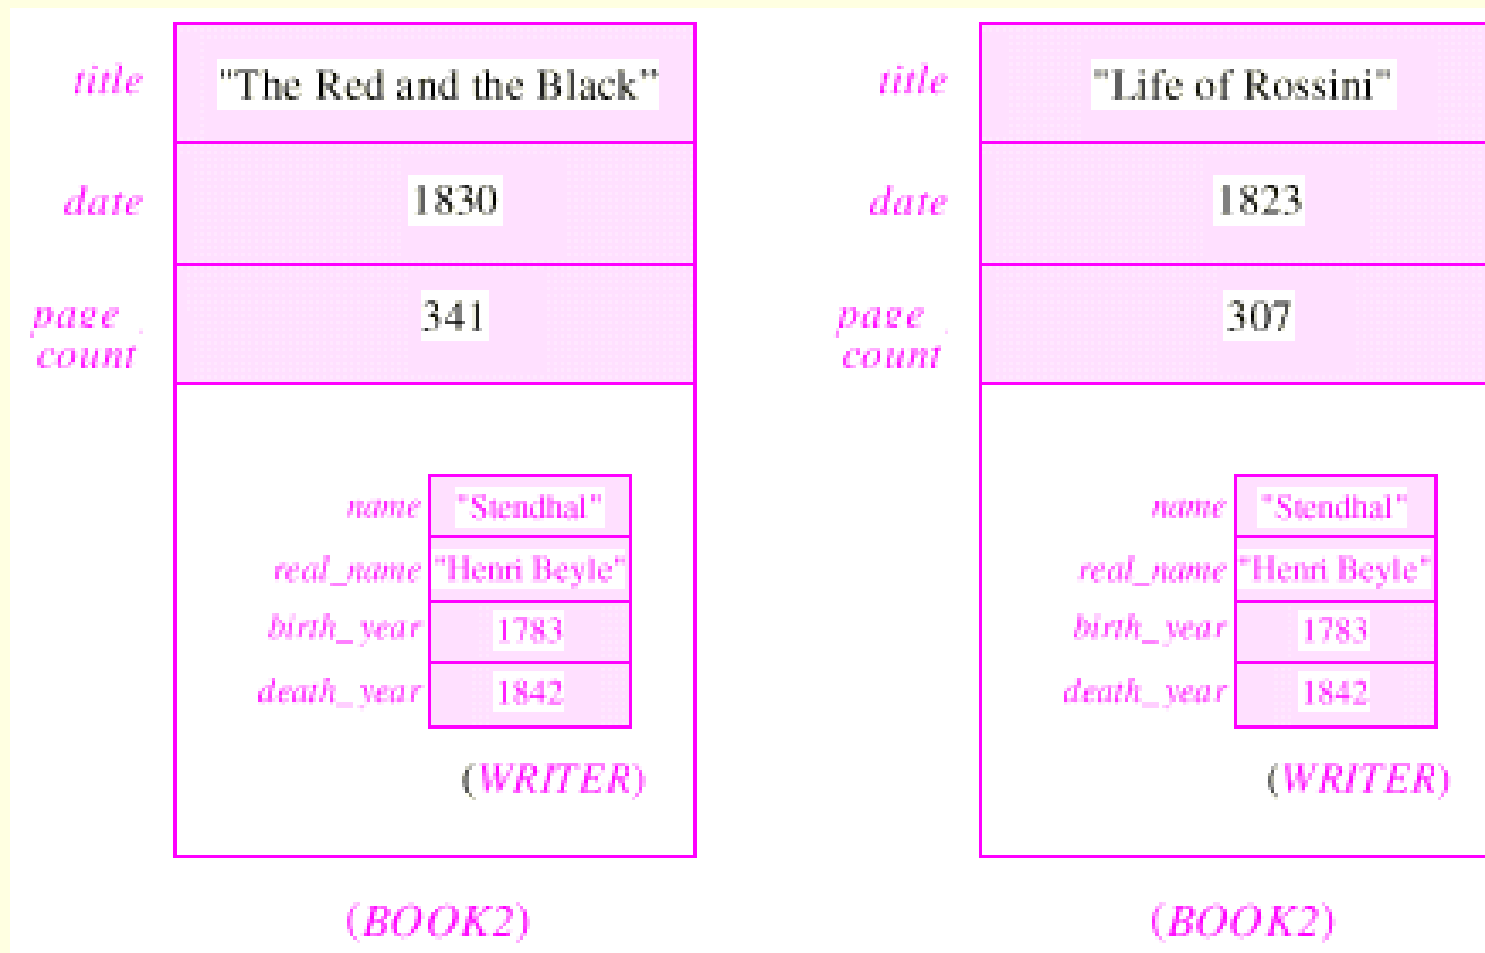 title "The Red and the Black"
date 1830
page_
count 341
name "Stendhal"
real_name "Henri Beyle"
birth_year 1783
death_year 1842
(WRITER)
(BOOK2)
title "Life of Rossini"
date 1823
page_
count 307
name "Stendhal"
real_name "Henri Beyle"
birth_year 1783
death_year 1842
(WRITER)
(BOOK2)